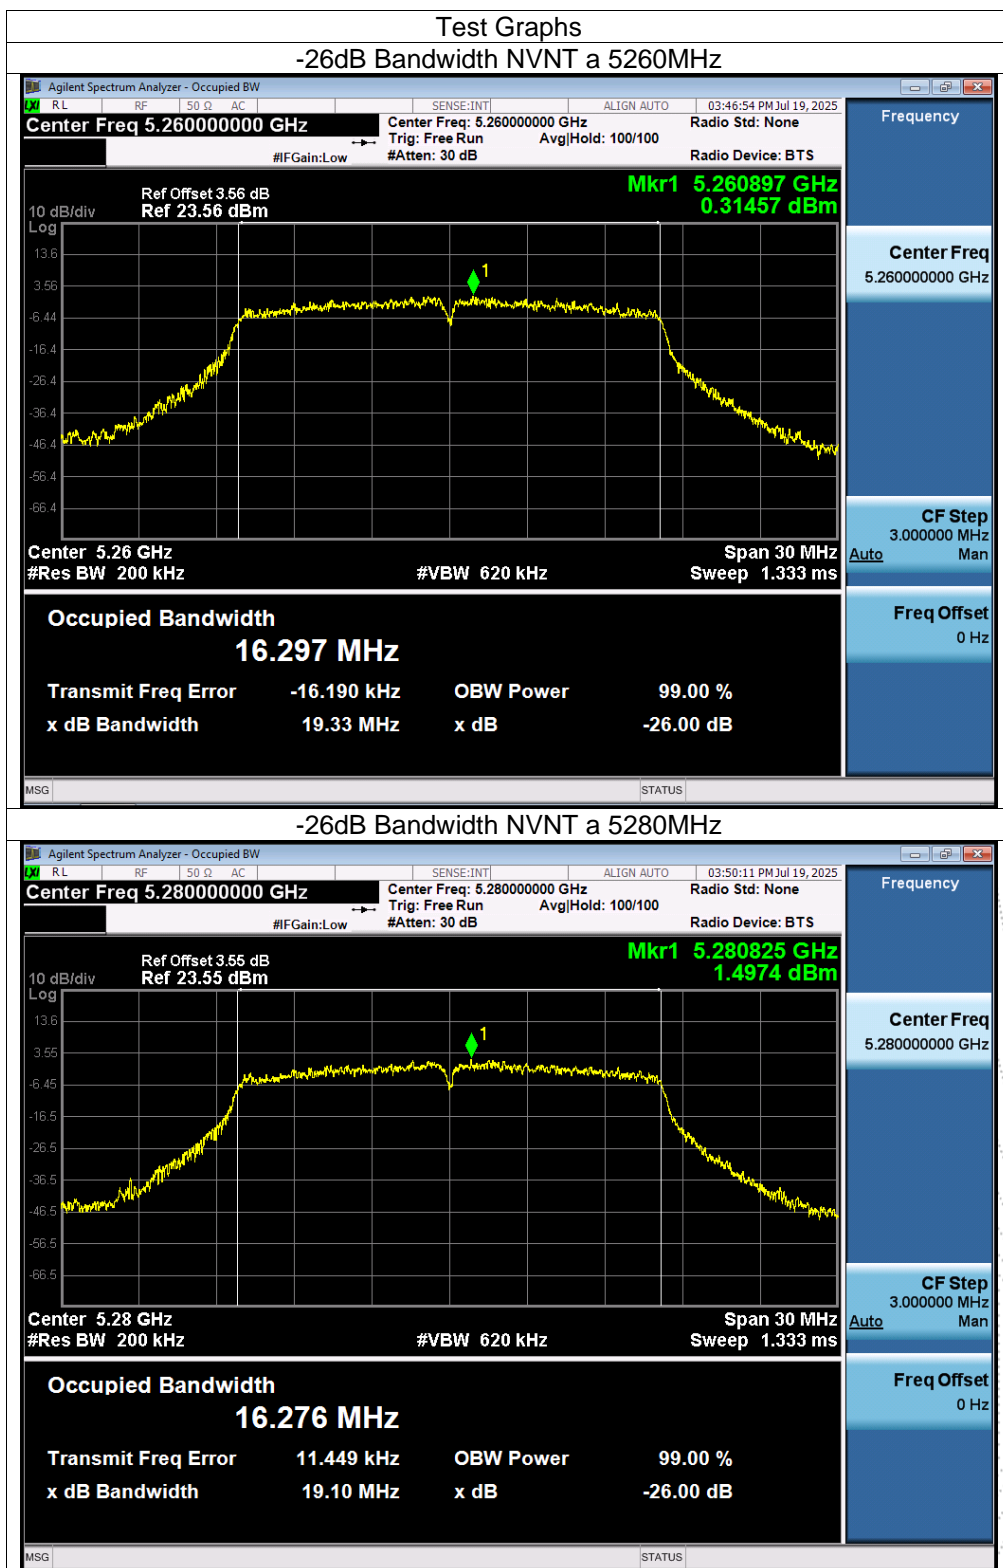 Test Graphs
-26dB Bandwidth NVNT a 5260MHz
Agilent Spectrum Analyzer - Occupied BW
LXI RL RF 50 Ω AC SENSE:INT ALIGN AUTO 03:46:54 PM Jul 19, 2025
Center Freq 5.260000000 GHz Center Freq: 5.260000000 GHz Radio Std: None
Trig: Free Run Avg|Hold: 100/100
#IFGain:Low #Atten: 30 dB Radio Device: BTS
Frequency
Mkr1 5.260897 GHz
0.31457 dBm
Ref Offset 3.56 dB
10 dB/div Ref 23.56 dBm
Log
13.6
3.56
-6.44
-16.4
-26.4
-36.4
-46.4
-56.4
-66.4
1
Center 5.26 GHz Span 30 MHz
#Res BW 200 kHz #VBW 620 kHz Sweep 1.333 ms
Center Freq
5.260000000 GHz
CF Step
3.000000 MHz
Auto Man
Freq Offset
0 Hz
Occupied Bandwidth
16.297 MHz
Transmit Freq Error -16.190 kHz OBW Power 99.00 %
x dB Bandwidth 19.33 MHz x dB -26.00 dB
MSG STATUS
-26dB Bandwidth NVNT a 5280MHz
Agilent Spectrum Analyzer - Occupied BW
LXI RL RF 50 Ω AC SENSE:INT ALIGN AUTO 03:50:11 PM Jul 19, 2025
Center Freq 5.280000000 GHz Center Freq: 5.280000000 GHz Radio Std: None
Trig: Free Run Avg|Hold: 100/100
#IFGain:Low #Atten: 30 dB Radio Device: BTS
Frequency
Mkr1 5.280825 GHz
1.4974 dBm
Ref Offset 3.55 dB
10 dB/div Ref 23.55 dBm
Log
13.6
3.55
-6.45
-16.5
-26.5
-36.5
-46.5
-56.5
-66.5
1
Center 5.28 GHz Span 30 MHz
#Res BW 200 kHz #VBW 620 kHz Sweep 1.333 ms
Center Freq
5.280000000 GHz
CF Step
3.000000 MHz
Auto Man
Freq Offset
0 Hz
Occupied Bandwidth
16.276 MHz
Transmit Freq Error 11.449 kHz OBW Power 99.00 %
x dB Bandwidth 19.10 MHz x dB -26.00 dB
MSG STATUS